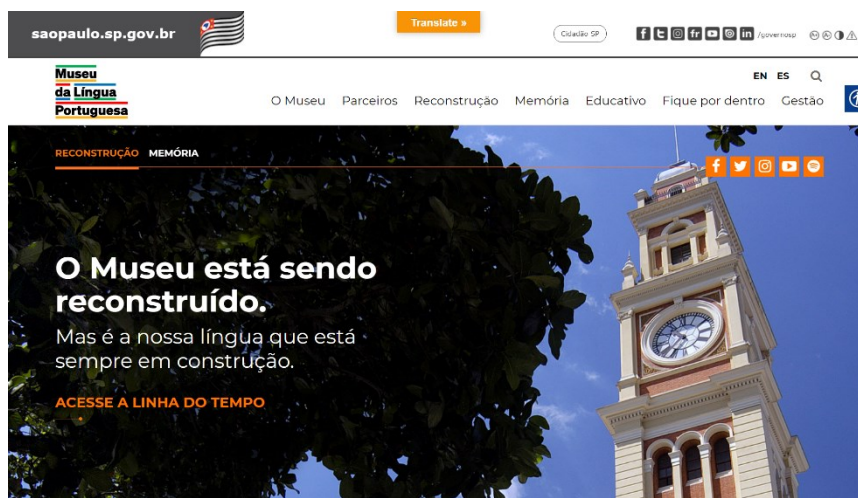 saopaulo.sp.gov.br
Translate »
Cidadão SP
/governosp
Museu
da Língua
Portuguesa
EN ES
O Museu Parceiros Reconstrução Memória Educativo Fique por dentro Gestão
RECONSTRUÇÃO MEMÓRIA
O Museu está sendo
reconstruído.
Mas é a nossa língua que está
sempre em construção.
ACESSE A LINHA DO TEMPO